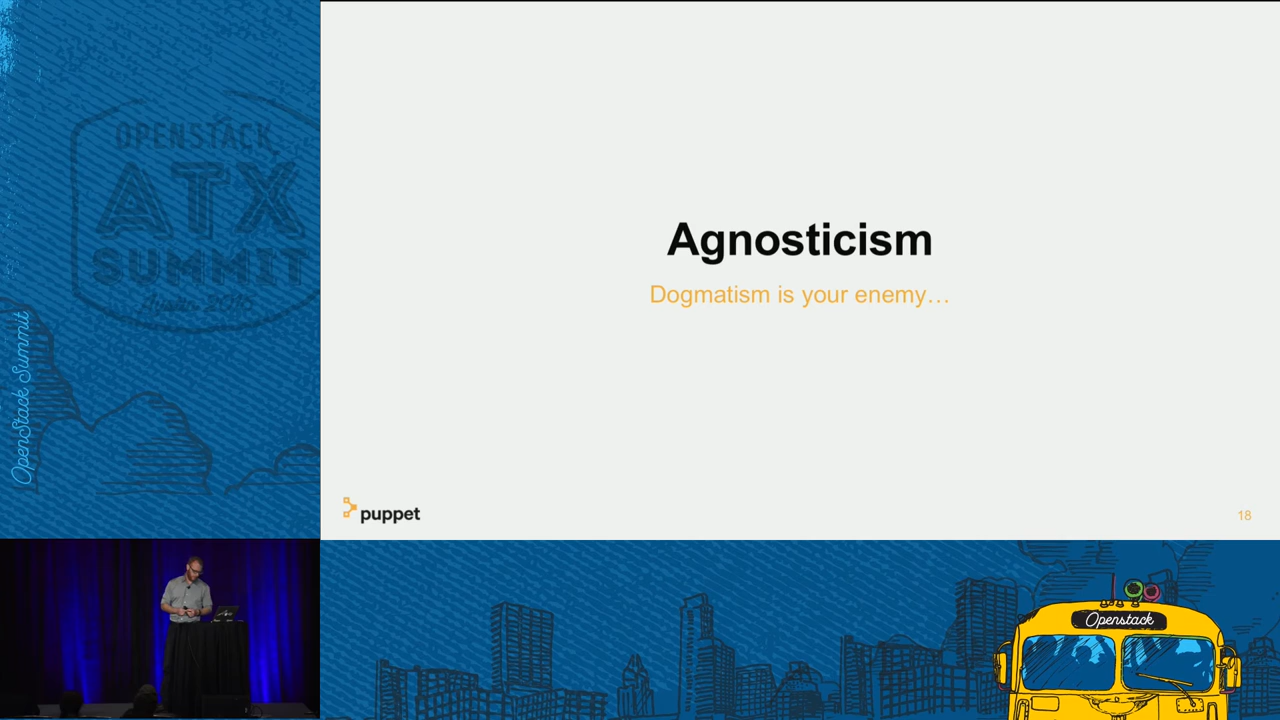 OPENSTACK
ATX
SUMMIT
OpenStack Summit
Agnosticism
Dogmatism is your enemy…
puppet
18
Openstack